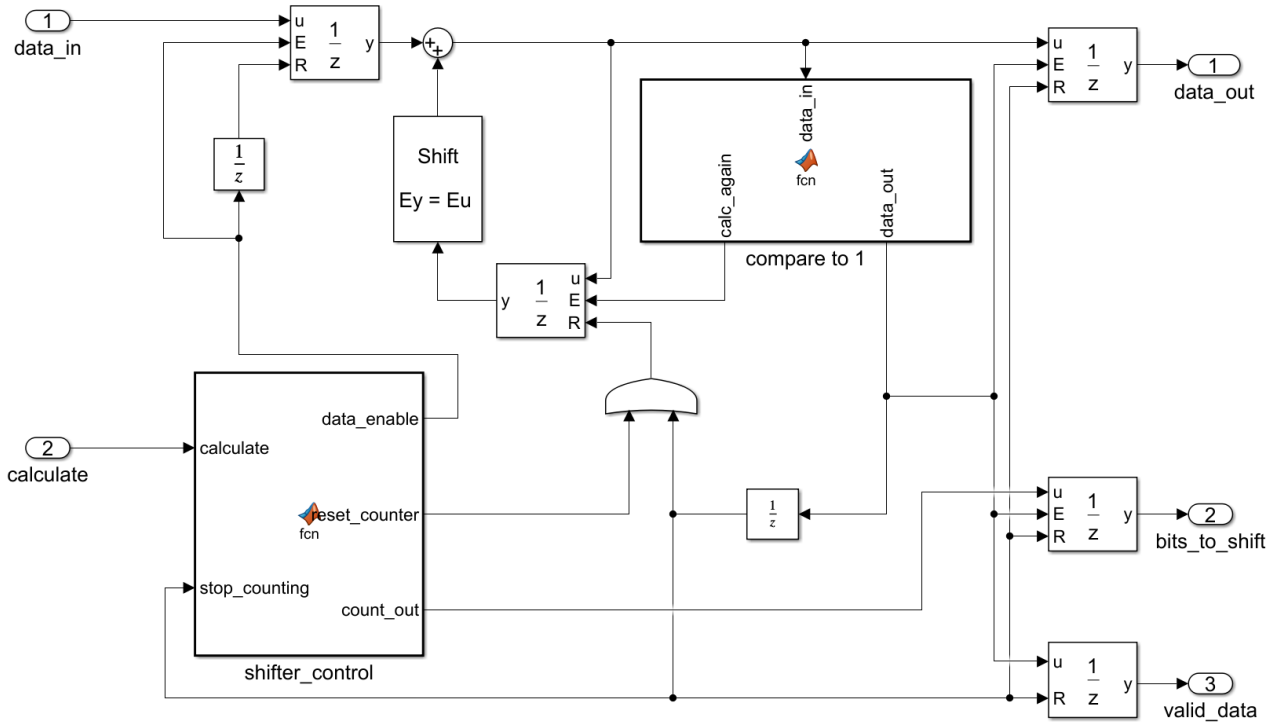 1
data_in
u
E
R
1
z
y
+
+
1
z
Shift
Ey = Eu
data_in
fcn
calc_again
data_out
compare to 1
u
E
R
1
z
y
1
data_out
y
1
z
u
E
R
2
calculate
calculate
stop_counting
fcn
data_enable
reset_counter
count_out
shifter_control
1
z
u
E
R
1
z
y
2
bits_to_shift
u
R
1
z
y
3
valid_data